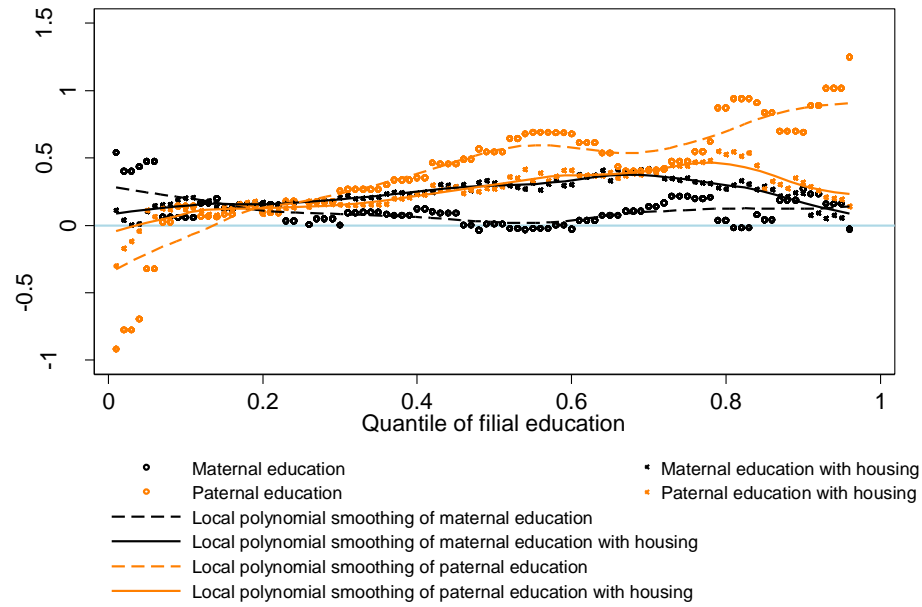 1.5
1
0.5
0
-0.5
-1
0 0.2 0.4 0.6 0.8 1
Quantile of filial education
Maternal education Maternal education with housing
Paternal education Paternal education with housing
Local polynomial smoothing of maternal education
Local polynomial smoothing of maternal education with housing
Local polynomial smoothing of paternal education
Local polynomial smoothing of paternal education with housing